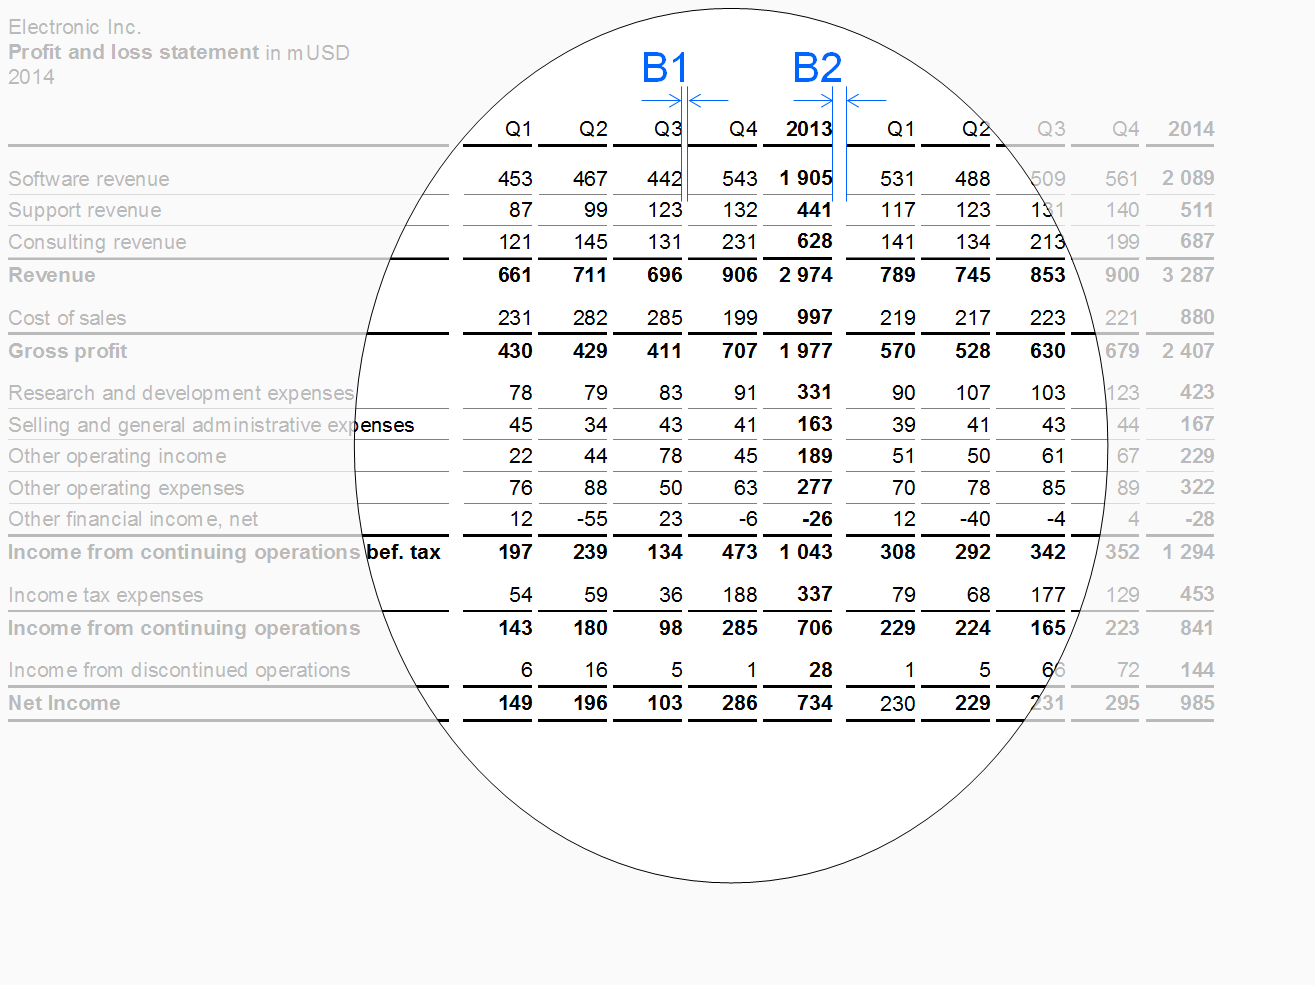 Electronic Inc.
Profit and loss statement in mUSD
2014
B1 B2
Q1 Q2 Q3 Q4 2013 Q1 Q2 Q3 Q4 2014
Software revenue 453 467 442 543 1 905 531 488 509 561 2 089
Support revenue 87 99 123 132 441 117 123 131 140 511
Consulting revenue 121 145 131 231 628 141 134 213 199 687
Revenue 661 711 696 906 2 974 789 745 853 900 3 287
Cost of sales 231 282 285 199 997 219 217 223 221 880
Gross profit 430 429 411 707 1 977 570 528 630 679 2 407
Research and development expenses 78 79 83 91 331 90 107 103 123 423
Selling and general administrative expenses 45 34 43 41 163 39 41 43 44 167
Other operating income 22 44 78 45 189 51 50 61 67 229
Other operating expenses 76 88 50 63 277 70 78 85 89 322
Other financial income, net 12 -55 23 -6 -26 12 -40 -4 4 -28
Income from continuing operations bef. tax 197 239 134 473 1 043 308 292 342 352 1 294
Income tax expenses 54 59 36 188 337 79 68 177 129 453
Income from continuing operations 143 180 98 285 706 229 224 165 223 841
Income from discontinued operations 6 16 5 1 28 1 5 66 72 144
Net Income 149 196 103 286 734 230 229 231 295 985